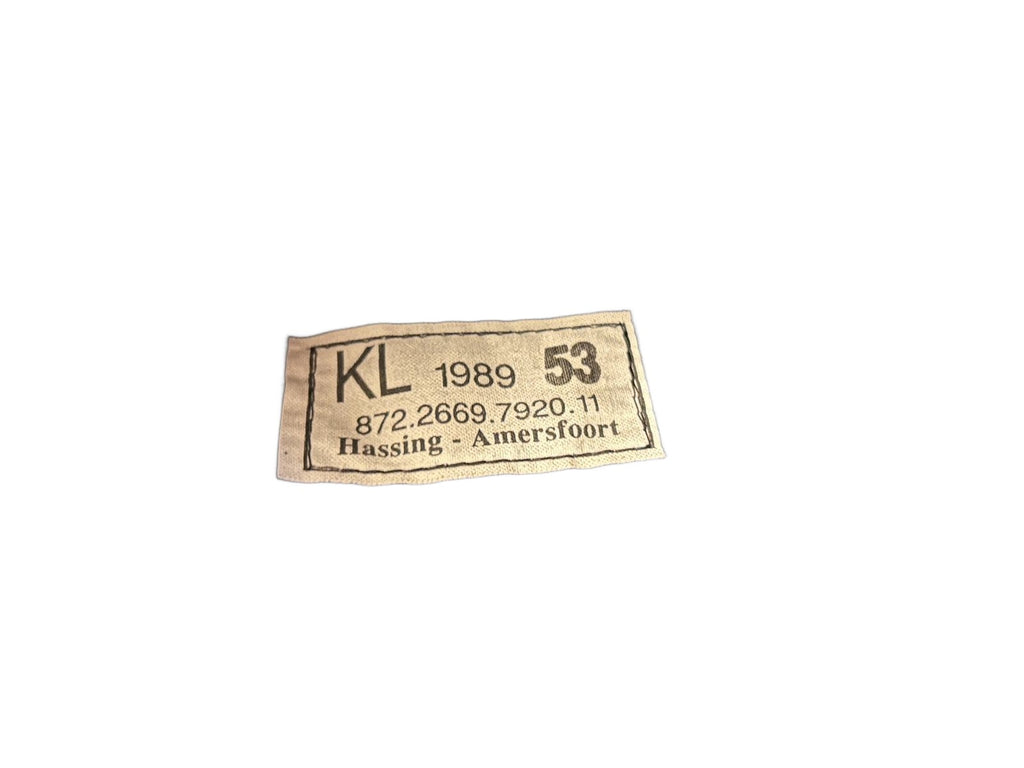 KL 1989 53
872.2669.7920.11
Hassing - Amersfoort